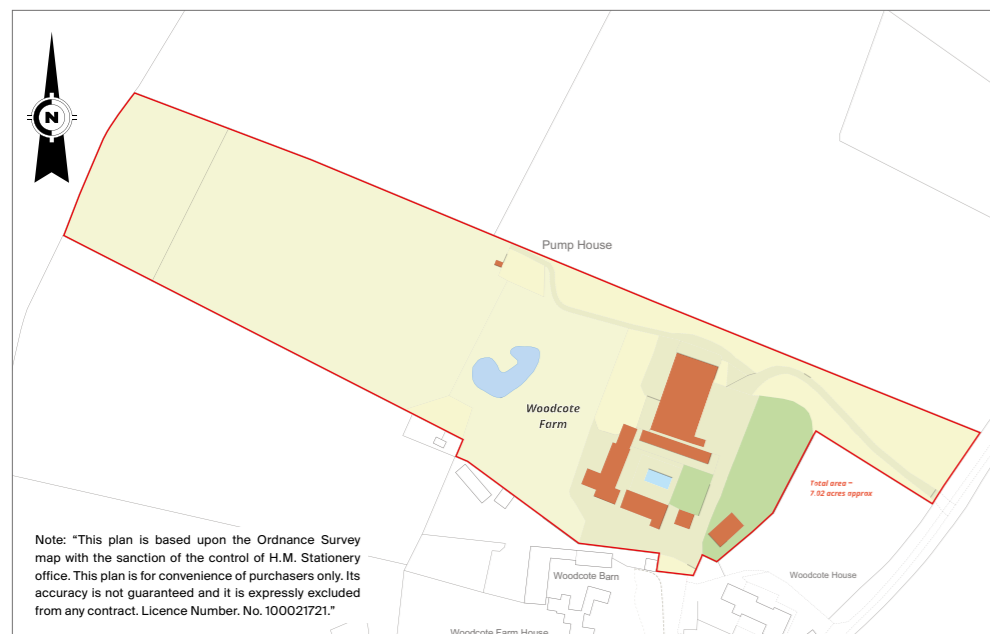 N
Pump House
Woodcote
Farm
Total area ~
7.02 acres approx
Note: “This plan is based upon the Ordnance Survey
map with the sanction of the control of H.M. Stationery
office. This plan is for convenience of purchasers only. Its
accuracy is not guaranteed and it is expressly excluded
from any contract. Licence Number. No. 100021721.”
Woodcote Barn
Woodcote House
Woodcote Farm House